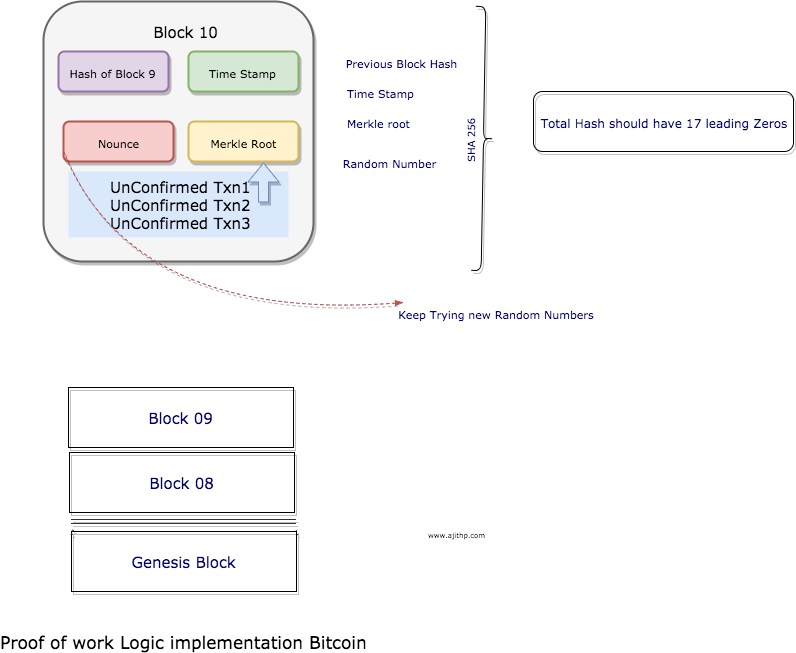 Block 10
Hash of Block 9
Time Stamp
Nounce
Merkle Root
UnConfirmed Txn1
UnConfirmed Txn2
UnConfirmed Txn3
Previous Block Hash
Time Stamp
Merkle root
Random Number
SHA 256
Total Hash should have 17 leading Zeros
Keep Trying new Random Numbers
Block 09
Block 08
Genesis Block
www.ajithp.com
Proof of work Logic implementation Bitcoin